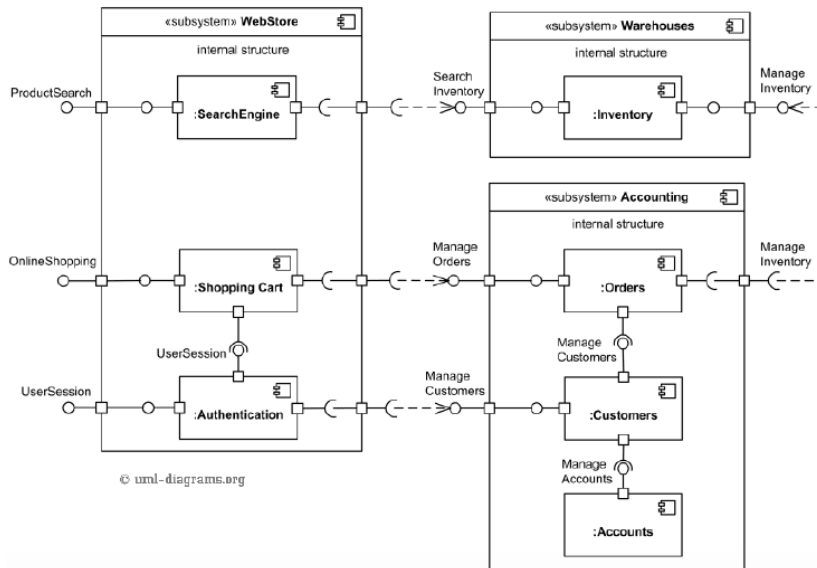 «subsystem» WebStore
internal structure
ProductSearch
:SearchEngine
Search
Inventory
«subsystem» Warehouses
internal structure
:Inventory
Manage
Inventory
OnlineShopping
:Shopping Cart
UserSession
UserSession
:Authentication
«subsystem» Accounting
internal structure
Manage
Orders
:Orders
Manage
Inventory
Manage
Customers
Manage
Customers
:Customers
Manage
Accounts
:Accounts
© uml-diagrams.org